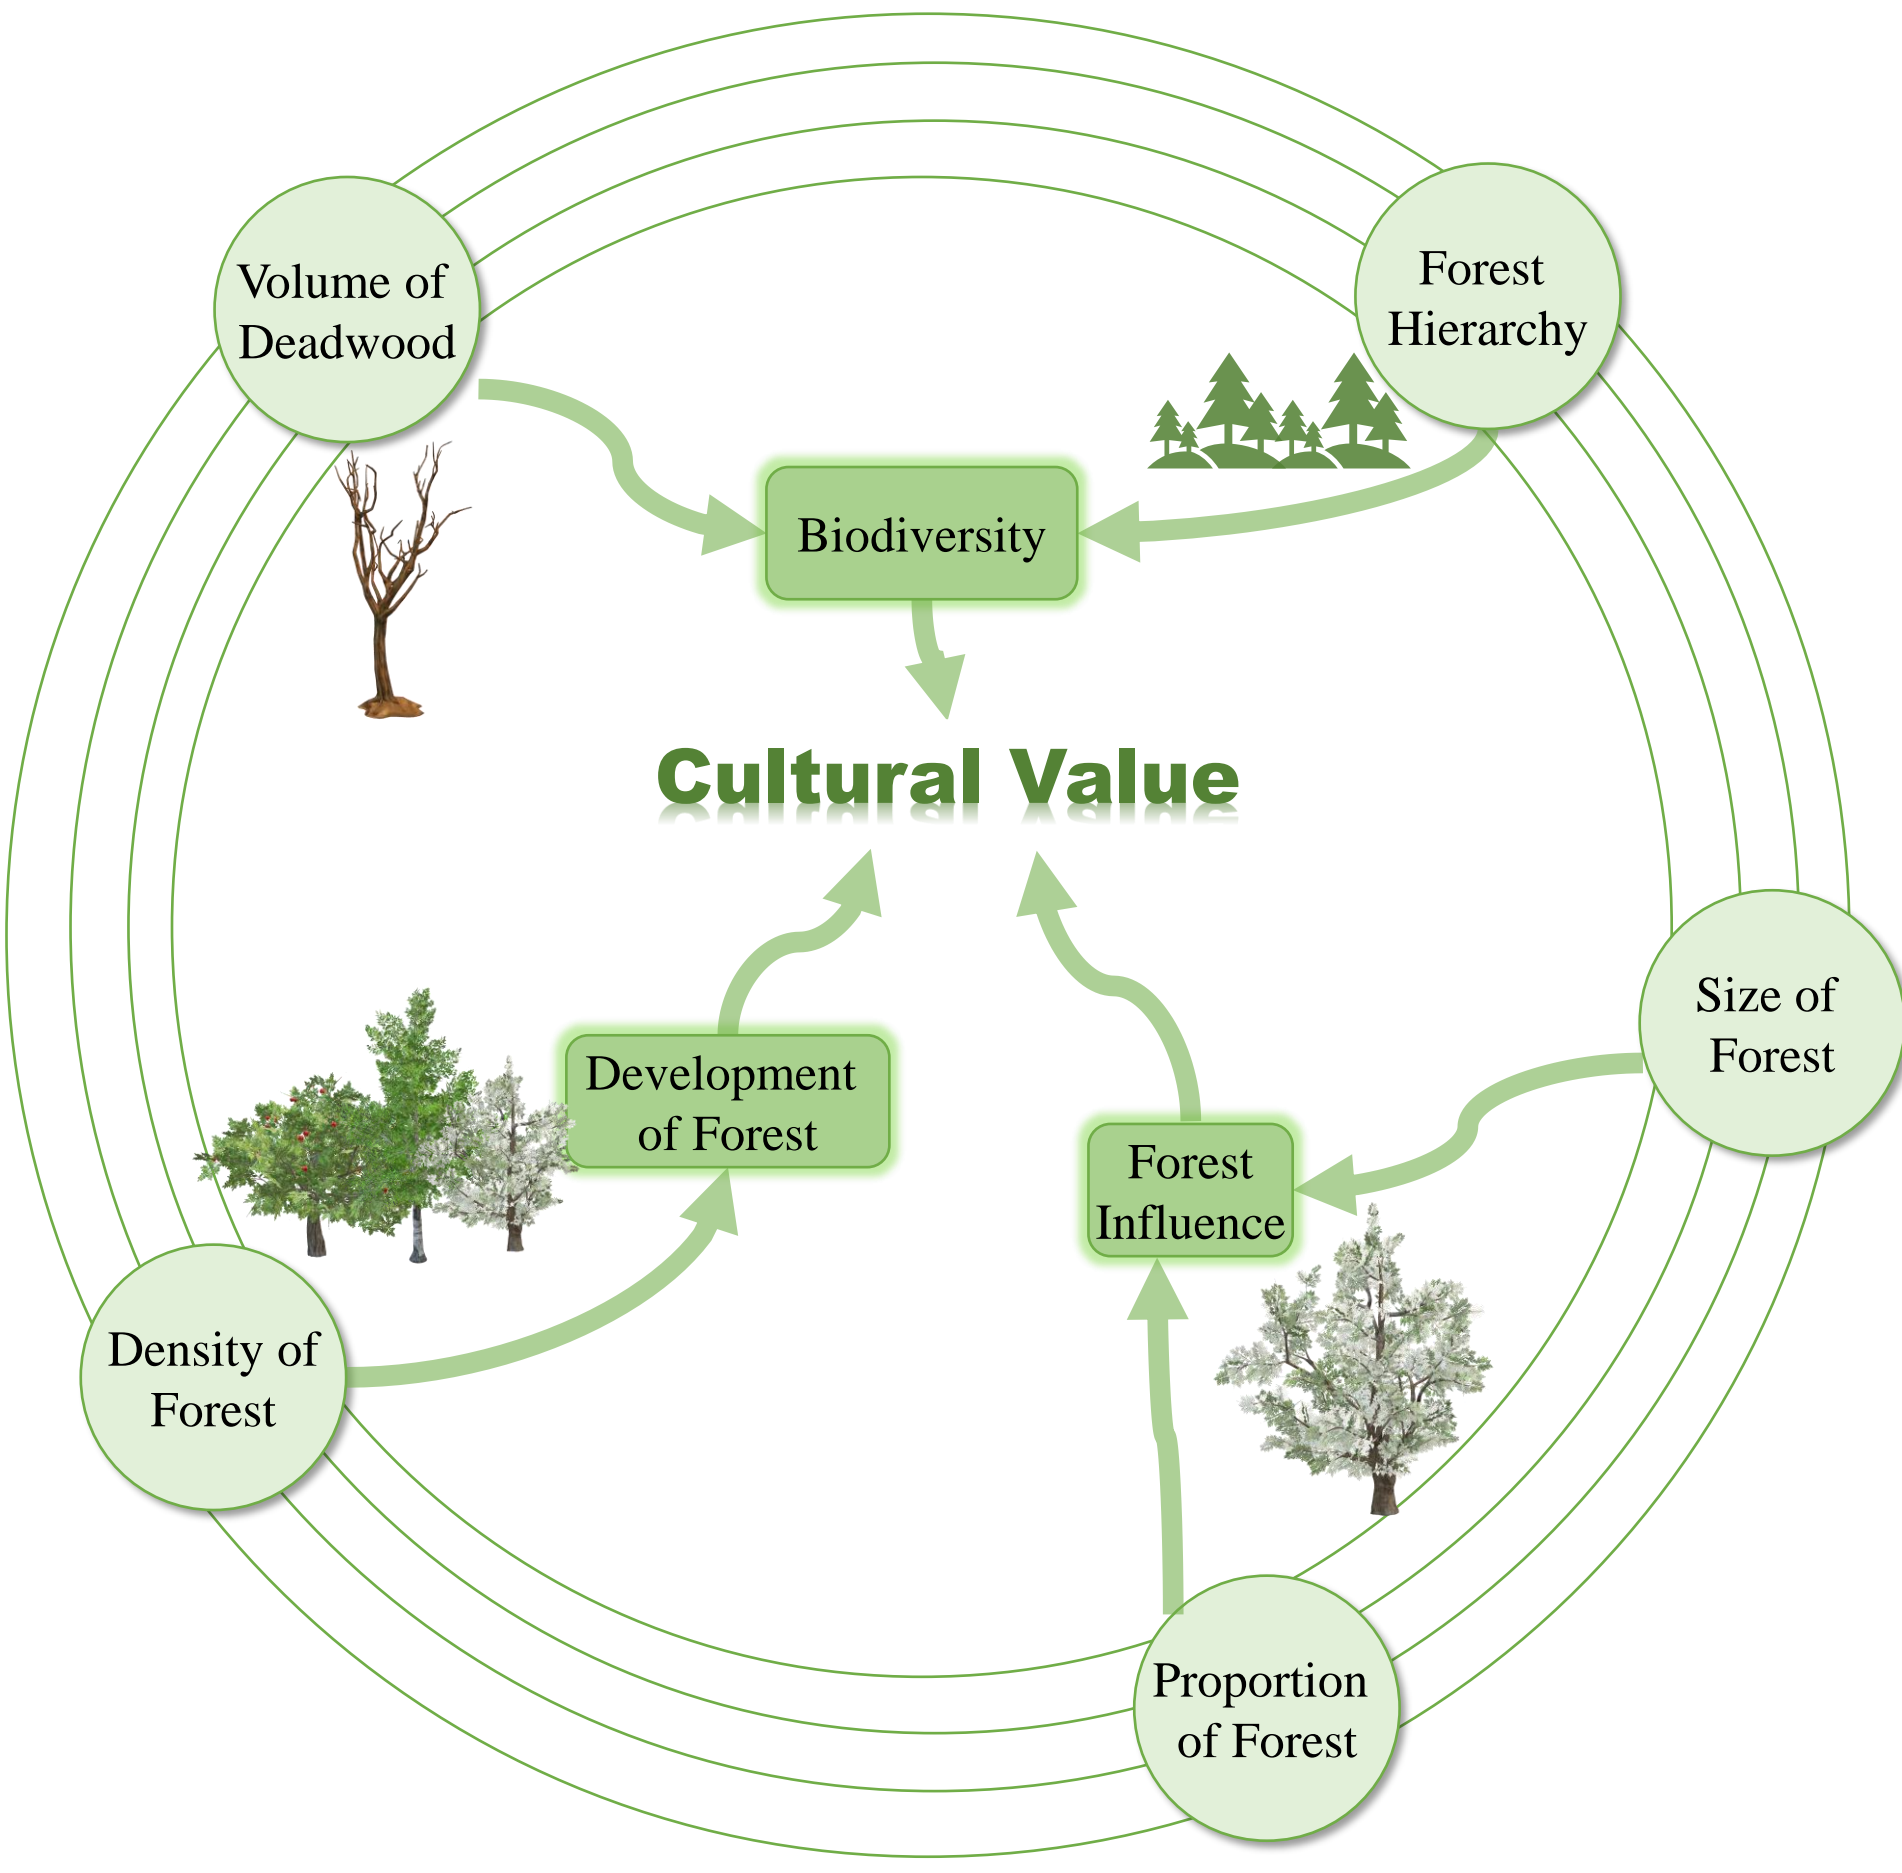 Volume of
Deadwood
Forest
Hierarchy
Biodiversity
Cultural Value
Size of
Forest
Development
of Forest
Forest
Influence
Density of
Forest
Proportion
of Forest